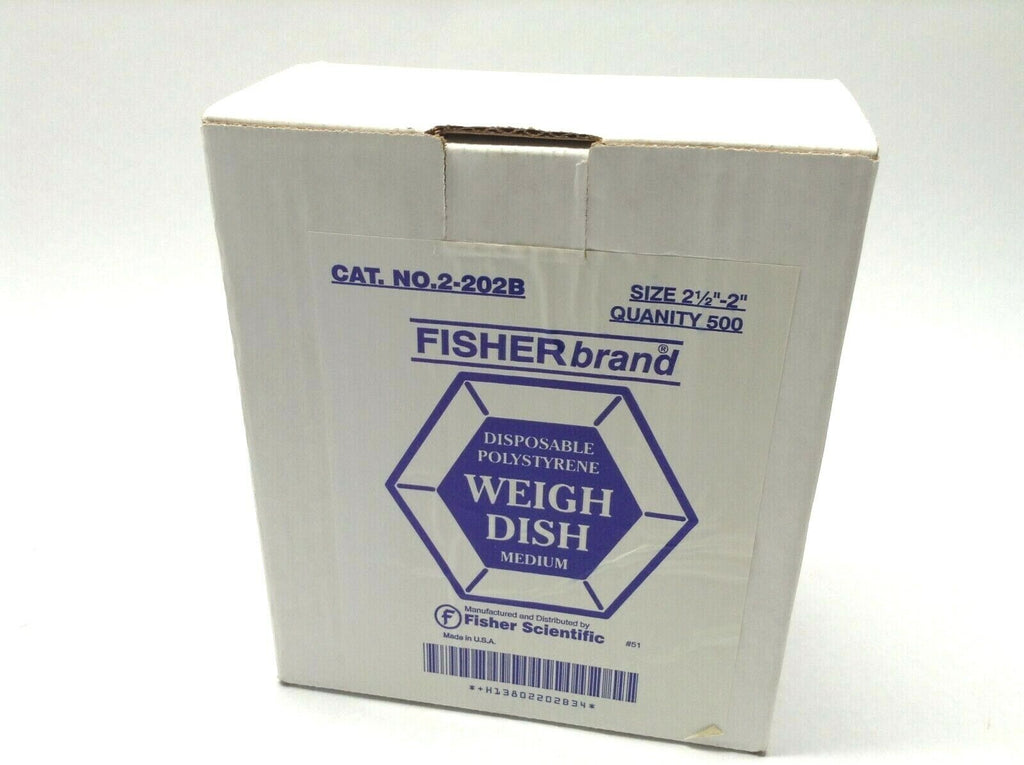 CAT. NO.2-202B
SIZE 2½"-2"
QUANITY 500
FISHERbrand®
DISPOSABLE
POLYSTYRENE
WEIGH
DISH
MEDIUM
f
Manufactured and Distributed by
Fisher Scientific
Made in U.S.A.
#51
*+H13802202B34*